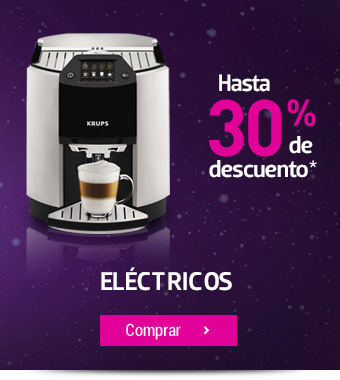 Hasta
30%
de
descuento*
KRUPS
ELÉCTRICOS
Comprar >